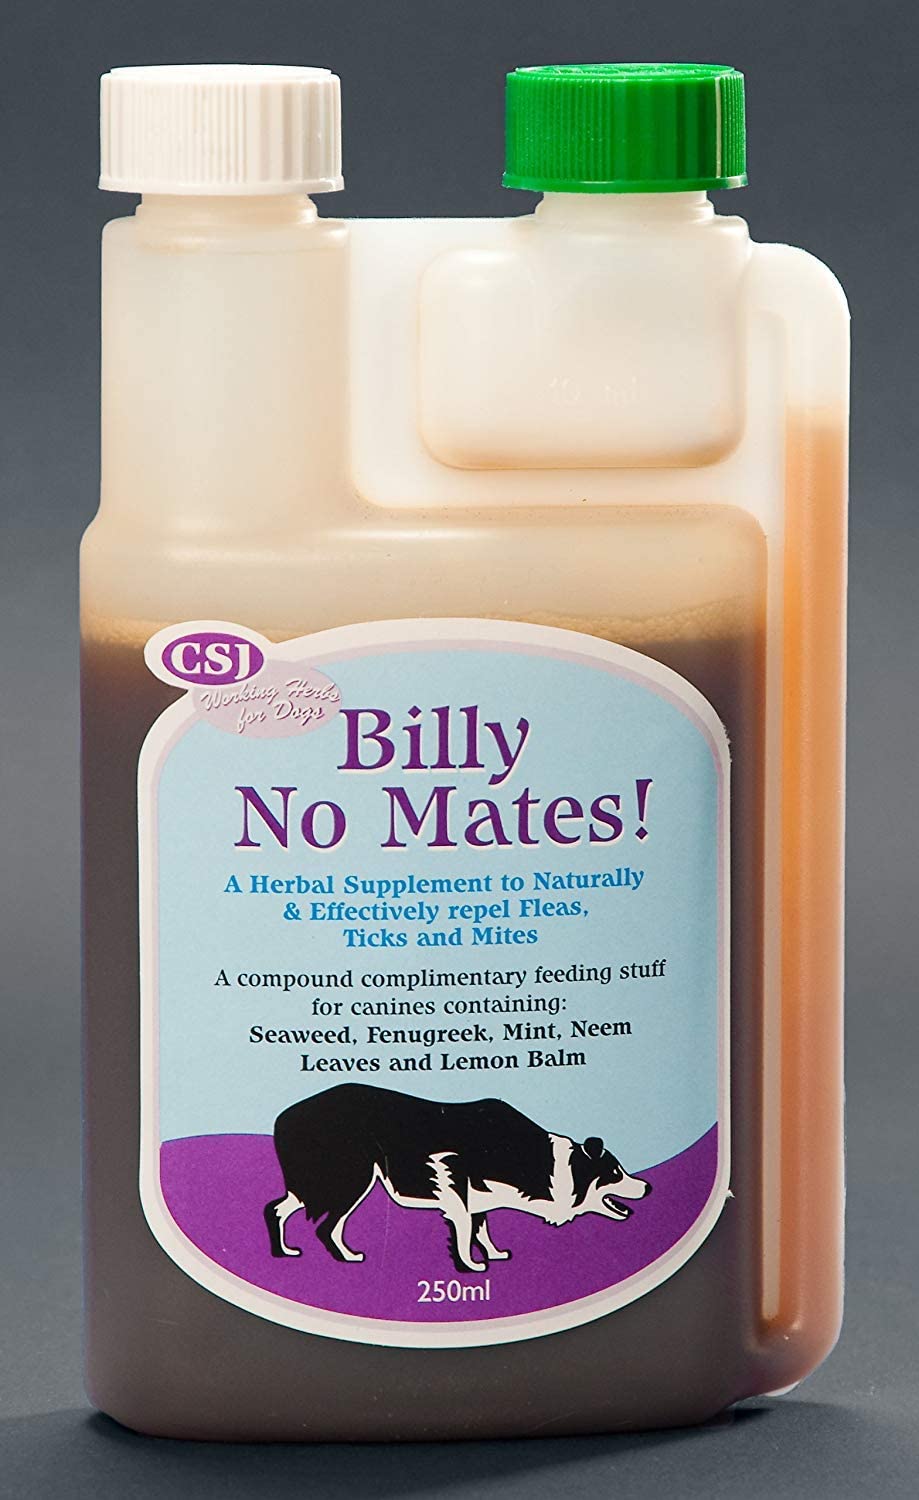 CSJ
Working Herbs
for Dogs
Billy
No Mates!
A Herbal Supplement to Naturally
& Effectively repel Fleas,
Ticks and Mites
A compound complimentary feeding stuff
for canines containing:
Seaweed, Fenugreek, Mint, Neem
Leaves and Lemon Balm
250ml